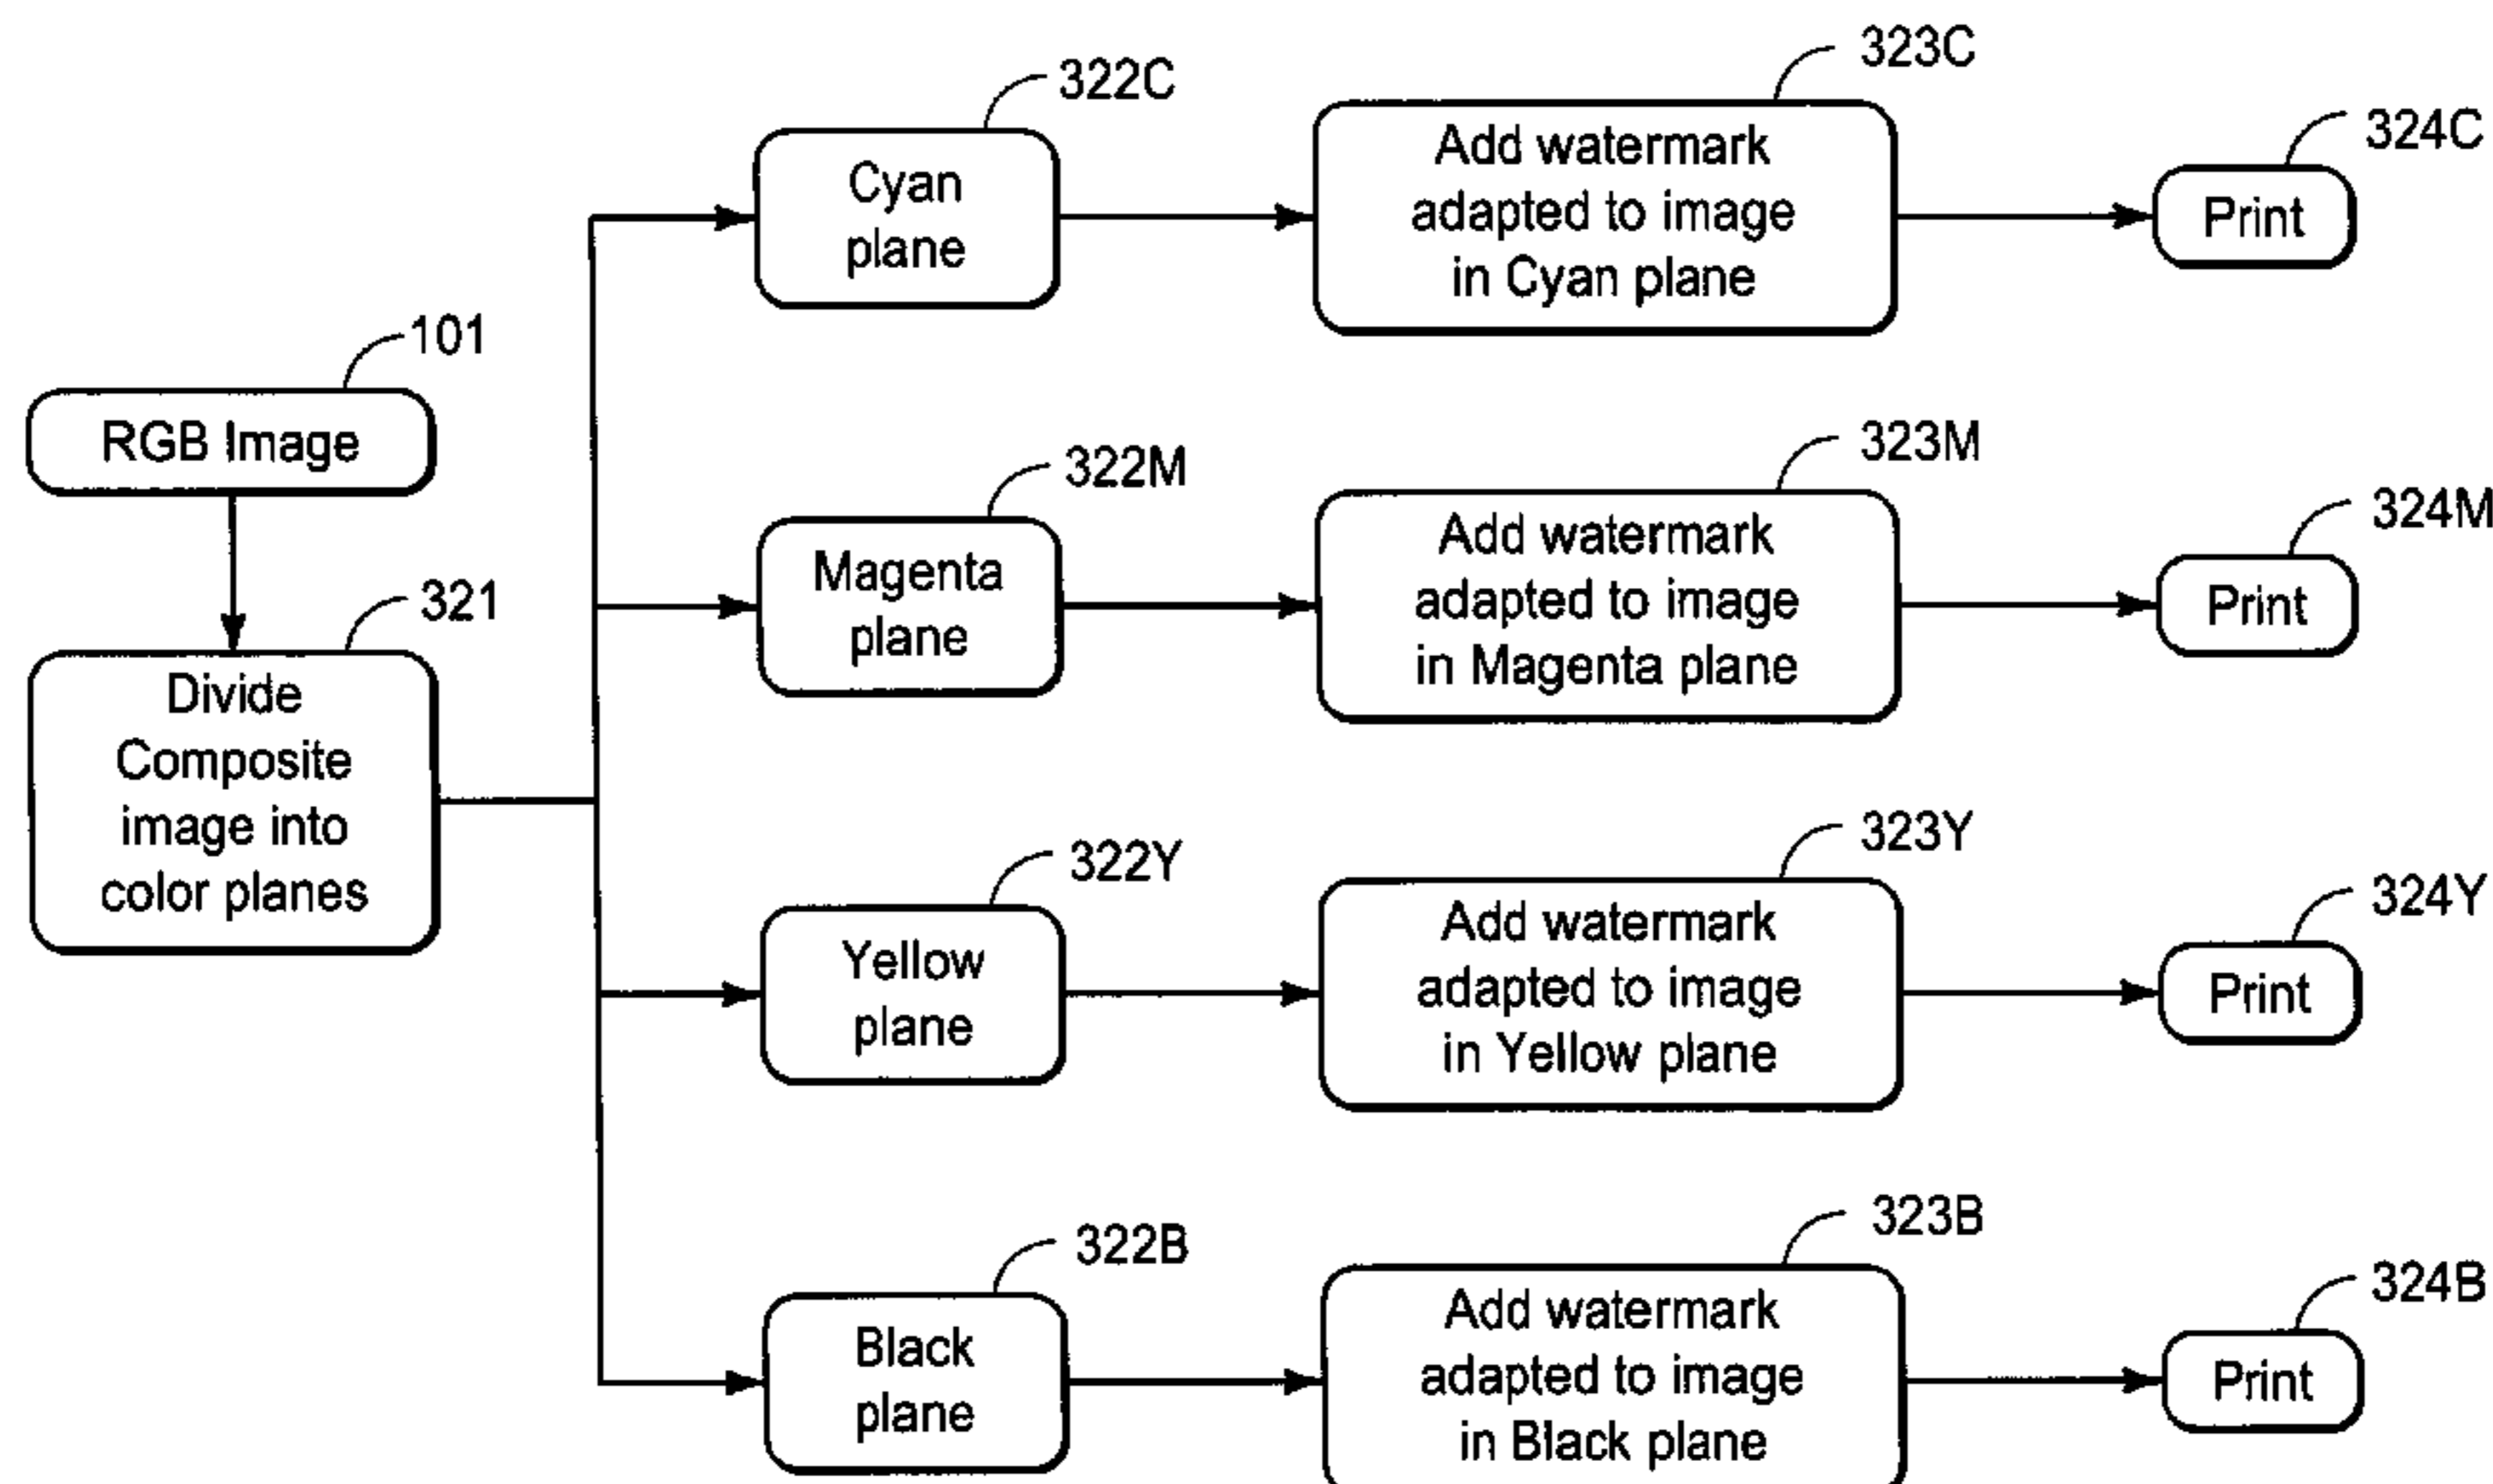 322C
Cyan
plane
323C
Add watermark
adapted to image
in Cyan plane
324C
Print
101
RGB Image
321
Divide
Composite
image into
color planes
322M
Magenta
plane
323M
Add watermark
adapted to image
in Magenta plane
324M
Print
322Y
Yellow
plane
323Y
Add watermark
adapted to image
in Yellow plane
324Y
Print
322B
Black
plane
323B
Add watermark
adapted to image
in Black plane
324B
Print